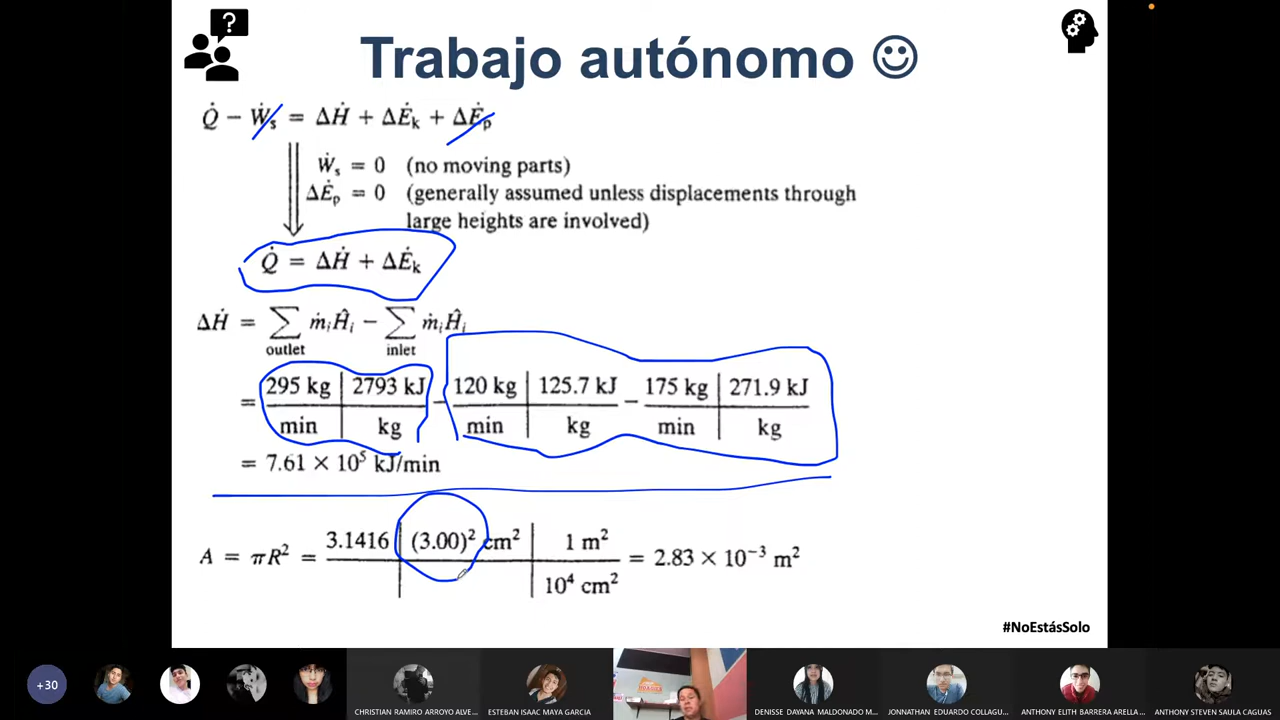 ?
Trabajo autónomo ☺
Q̇ − Ẇs = ΔḢ + ΔĖk + ΔĖp
Ẇs = 0 (no moving parts)
ΔĖp = 0 (generally assumed unless displacements through
large heights are involved)
Q̇ = ΔḢ + ΔĖk
ΔḢ = ∑ ṁiĤi − ∑ ṁiĤi
outlet inlet
= 295 kg | 2793 kJ − 120 kg | 125.7 kJ − 175 kg | 271.9 kJ
min | kg min | kg min | kg
= 7.61 × 10⁵ kJ/min
A = πR² = 3.1416 | (3.00)² cm² | 1 m² = 2.83 × 10⁻³ m²
10⁴ cm²
#NoEstásSolo
+30
CHRISTIAN RAMIRO ARROYO ALVE...
ESTEBAN ISAAC MAYA GARCIA
DENISSE DAYANA MALDONADO M...
JONNATHAN EDUARDO COLLAGU...
ANTHONY ELITH BARRERA ARELLA...
ANTHONY STEVEN SAULA CAGUAS